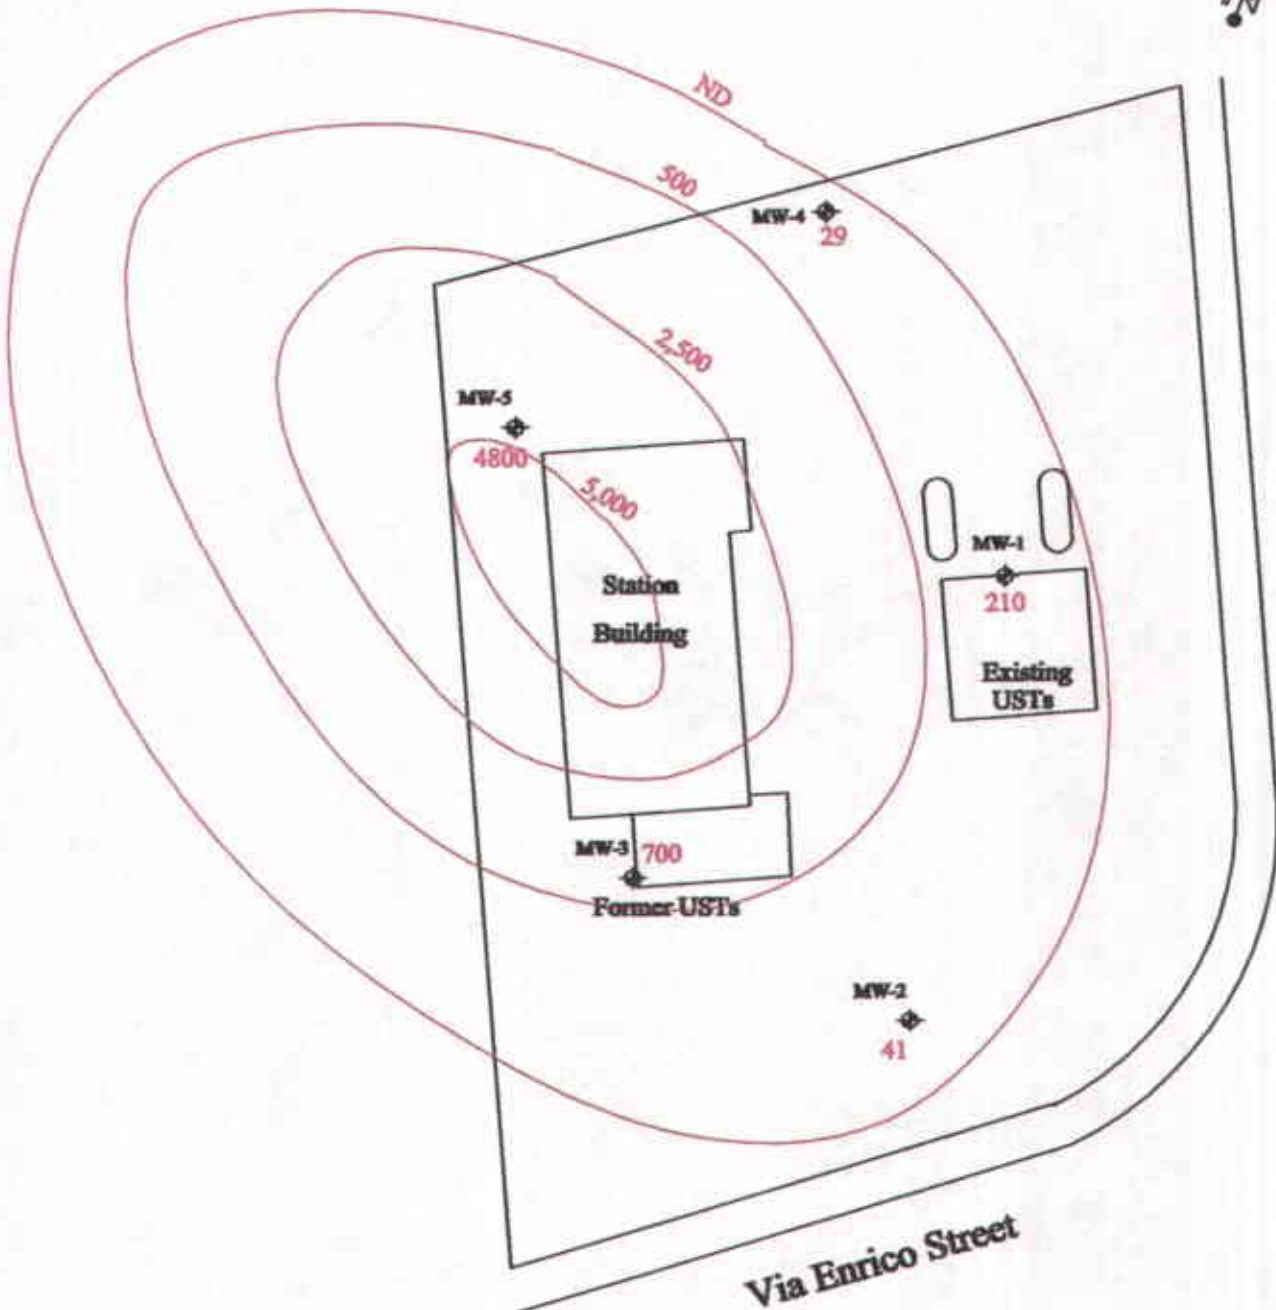 N
ND
500
MW-4
29
2,500
MW-5
4800
5,000
MW-1
210
Station
Building
Existing
USTs
MW-3
700
Former USTs
MW-2
41
Via Enrico Street